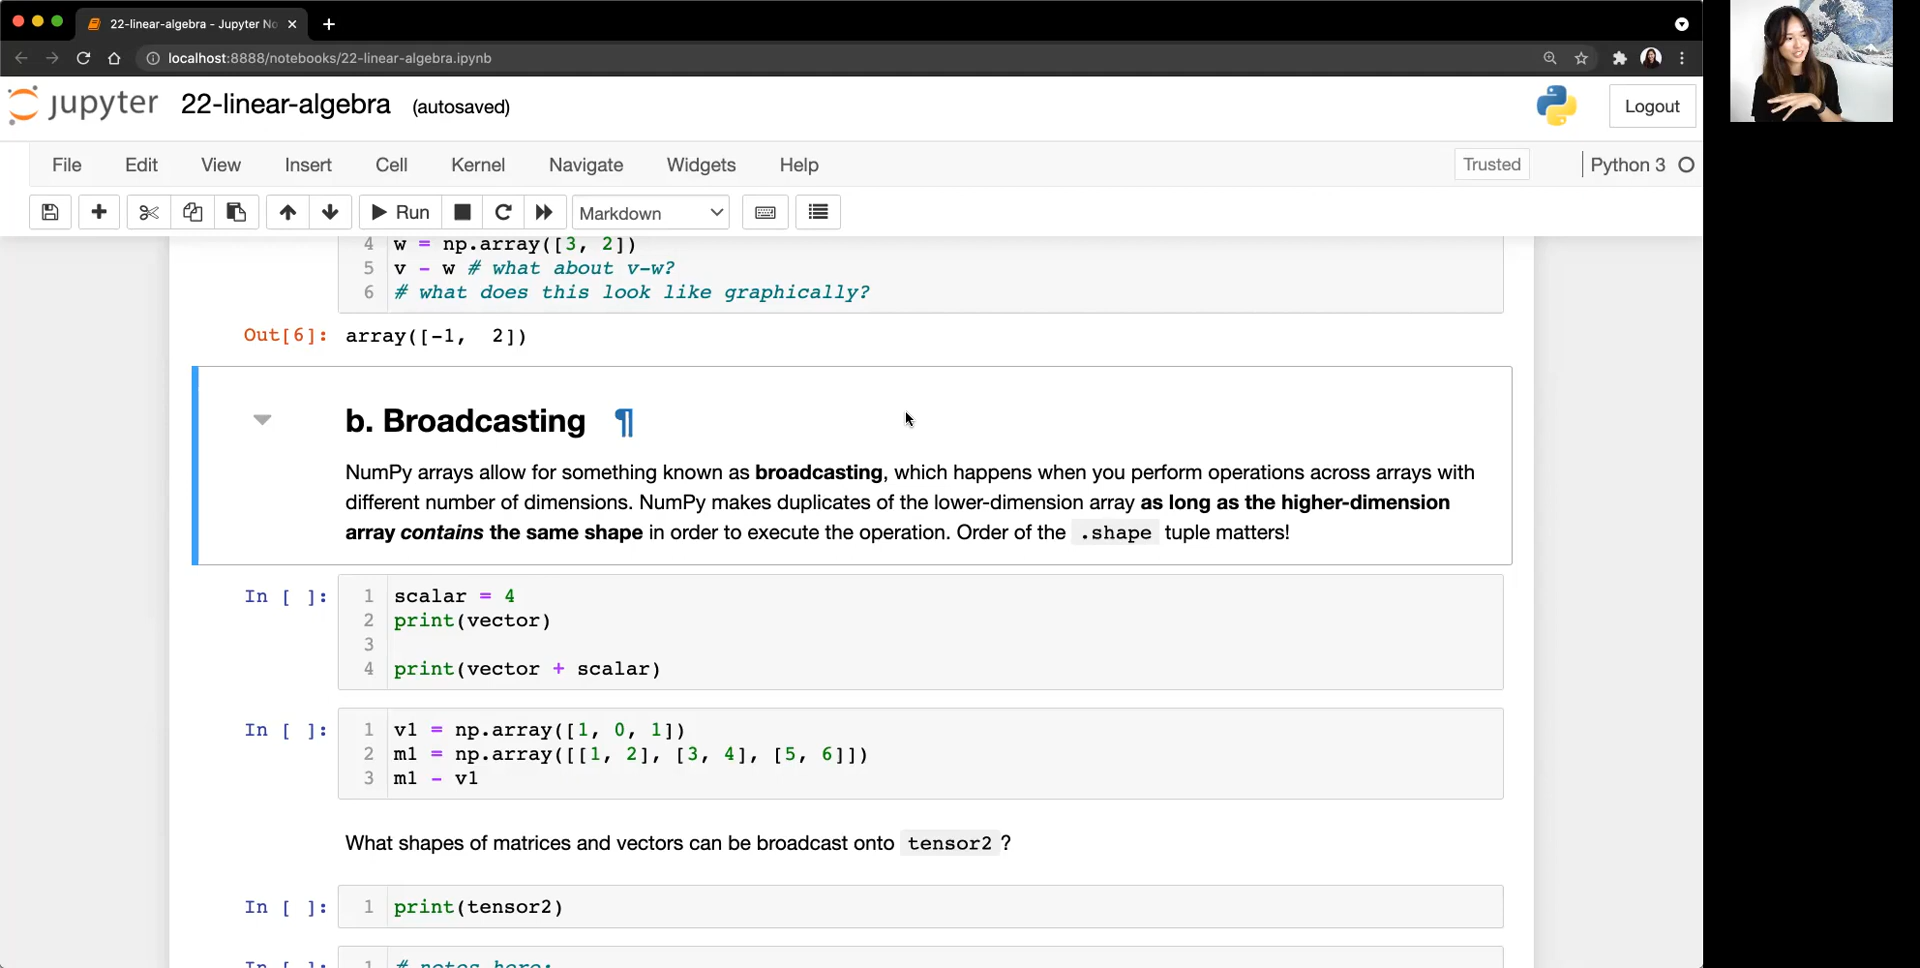 22-linear-algebra - Jupyter No
localhost:8888/notebooks/22-linear-algebra.ipynb
jupyter 22-linear-algebra (autosaved)
Logout
File Edit View Insert Cell Kernel Navigate Widgets Help
Trusted
Python 3
Run
Markdown
4 w = np.array([3, 2])
5 v - w # what about v-w?
6 # what does this look like graphically?
Out[6]: array([-1,  2])
b. Broadcasting ¶
NumPy arrays allow for something known as broadcasting, which happens when you perform operations across arrays with
different number of dimensions. NumPy makes duplicates of the lower-dimension array as long as the higher-dimension
array contains the same shape in order to execute the operation. Order of the .shape tuple matters!
In [ ]: 1 scalar = 4
2 print(vector)
3
4 print(vector + scalar)
In [ ]: 1 v1 = np.array([1, 0, 1])
2 m1 = np.array([[1, 2], [3, 4], [5, 6]])
3 m1 - v1
What shapes of matrices and vectors can be broadcast onto tensor2 ?
In [ ]: 1 print(tensor2)
In [ ]: 1 # notes here: